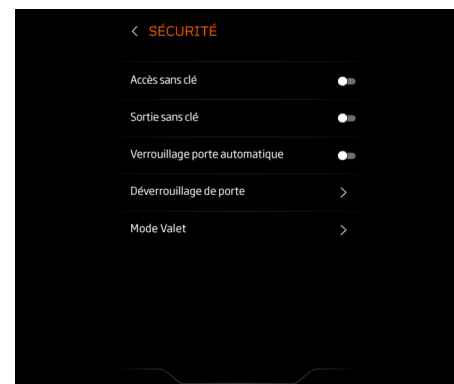 SÉCURITÉ
Accès sans clé
Sortie sans clé
Verrouillage porte automatique
Déverrouillage de porte
Mode Valet